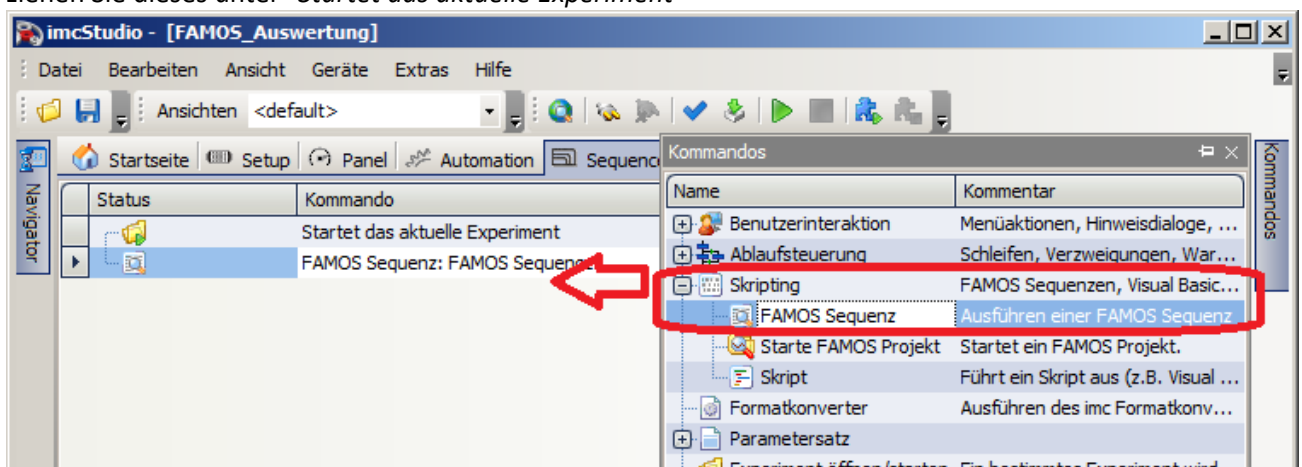 Ziehen Sie dieses unter "Startet das aktuelle Experiment"
imcStudio - [FAMOS_Auswertung]
Datei Bearbeiten Ansicht Geräte Extras Hilfe
Ansichten <default>
Startseite Setup Panel Automation Sequence
Kommandos
Status Kommando
Name Kommentar
Startet das aktuelle Experiment
Benutzerinteraktion Menüaktionen, Hinweisdialoge, ...
FAMOS Sequenz: FAMOS
Ablaufsteuerung Schleifen, Verzweigungen, War...
Skripting FAMOS Sequenzen, Visual Basic...
FAMOS Sequenz Ausführen einer FAMOS Sequenz
Starte FAMOS Projekt Startet ein FAMOS Projekt.
Skript Führt ein Skript aus (z.B. Visual ...
Formatkonverter Ausführen des imc Formatkonv...
Parametersatz
Navigator
Kommandos